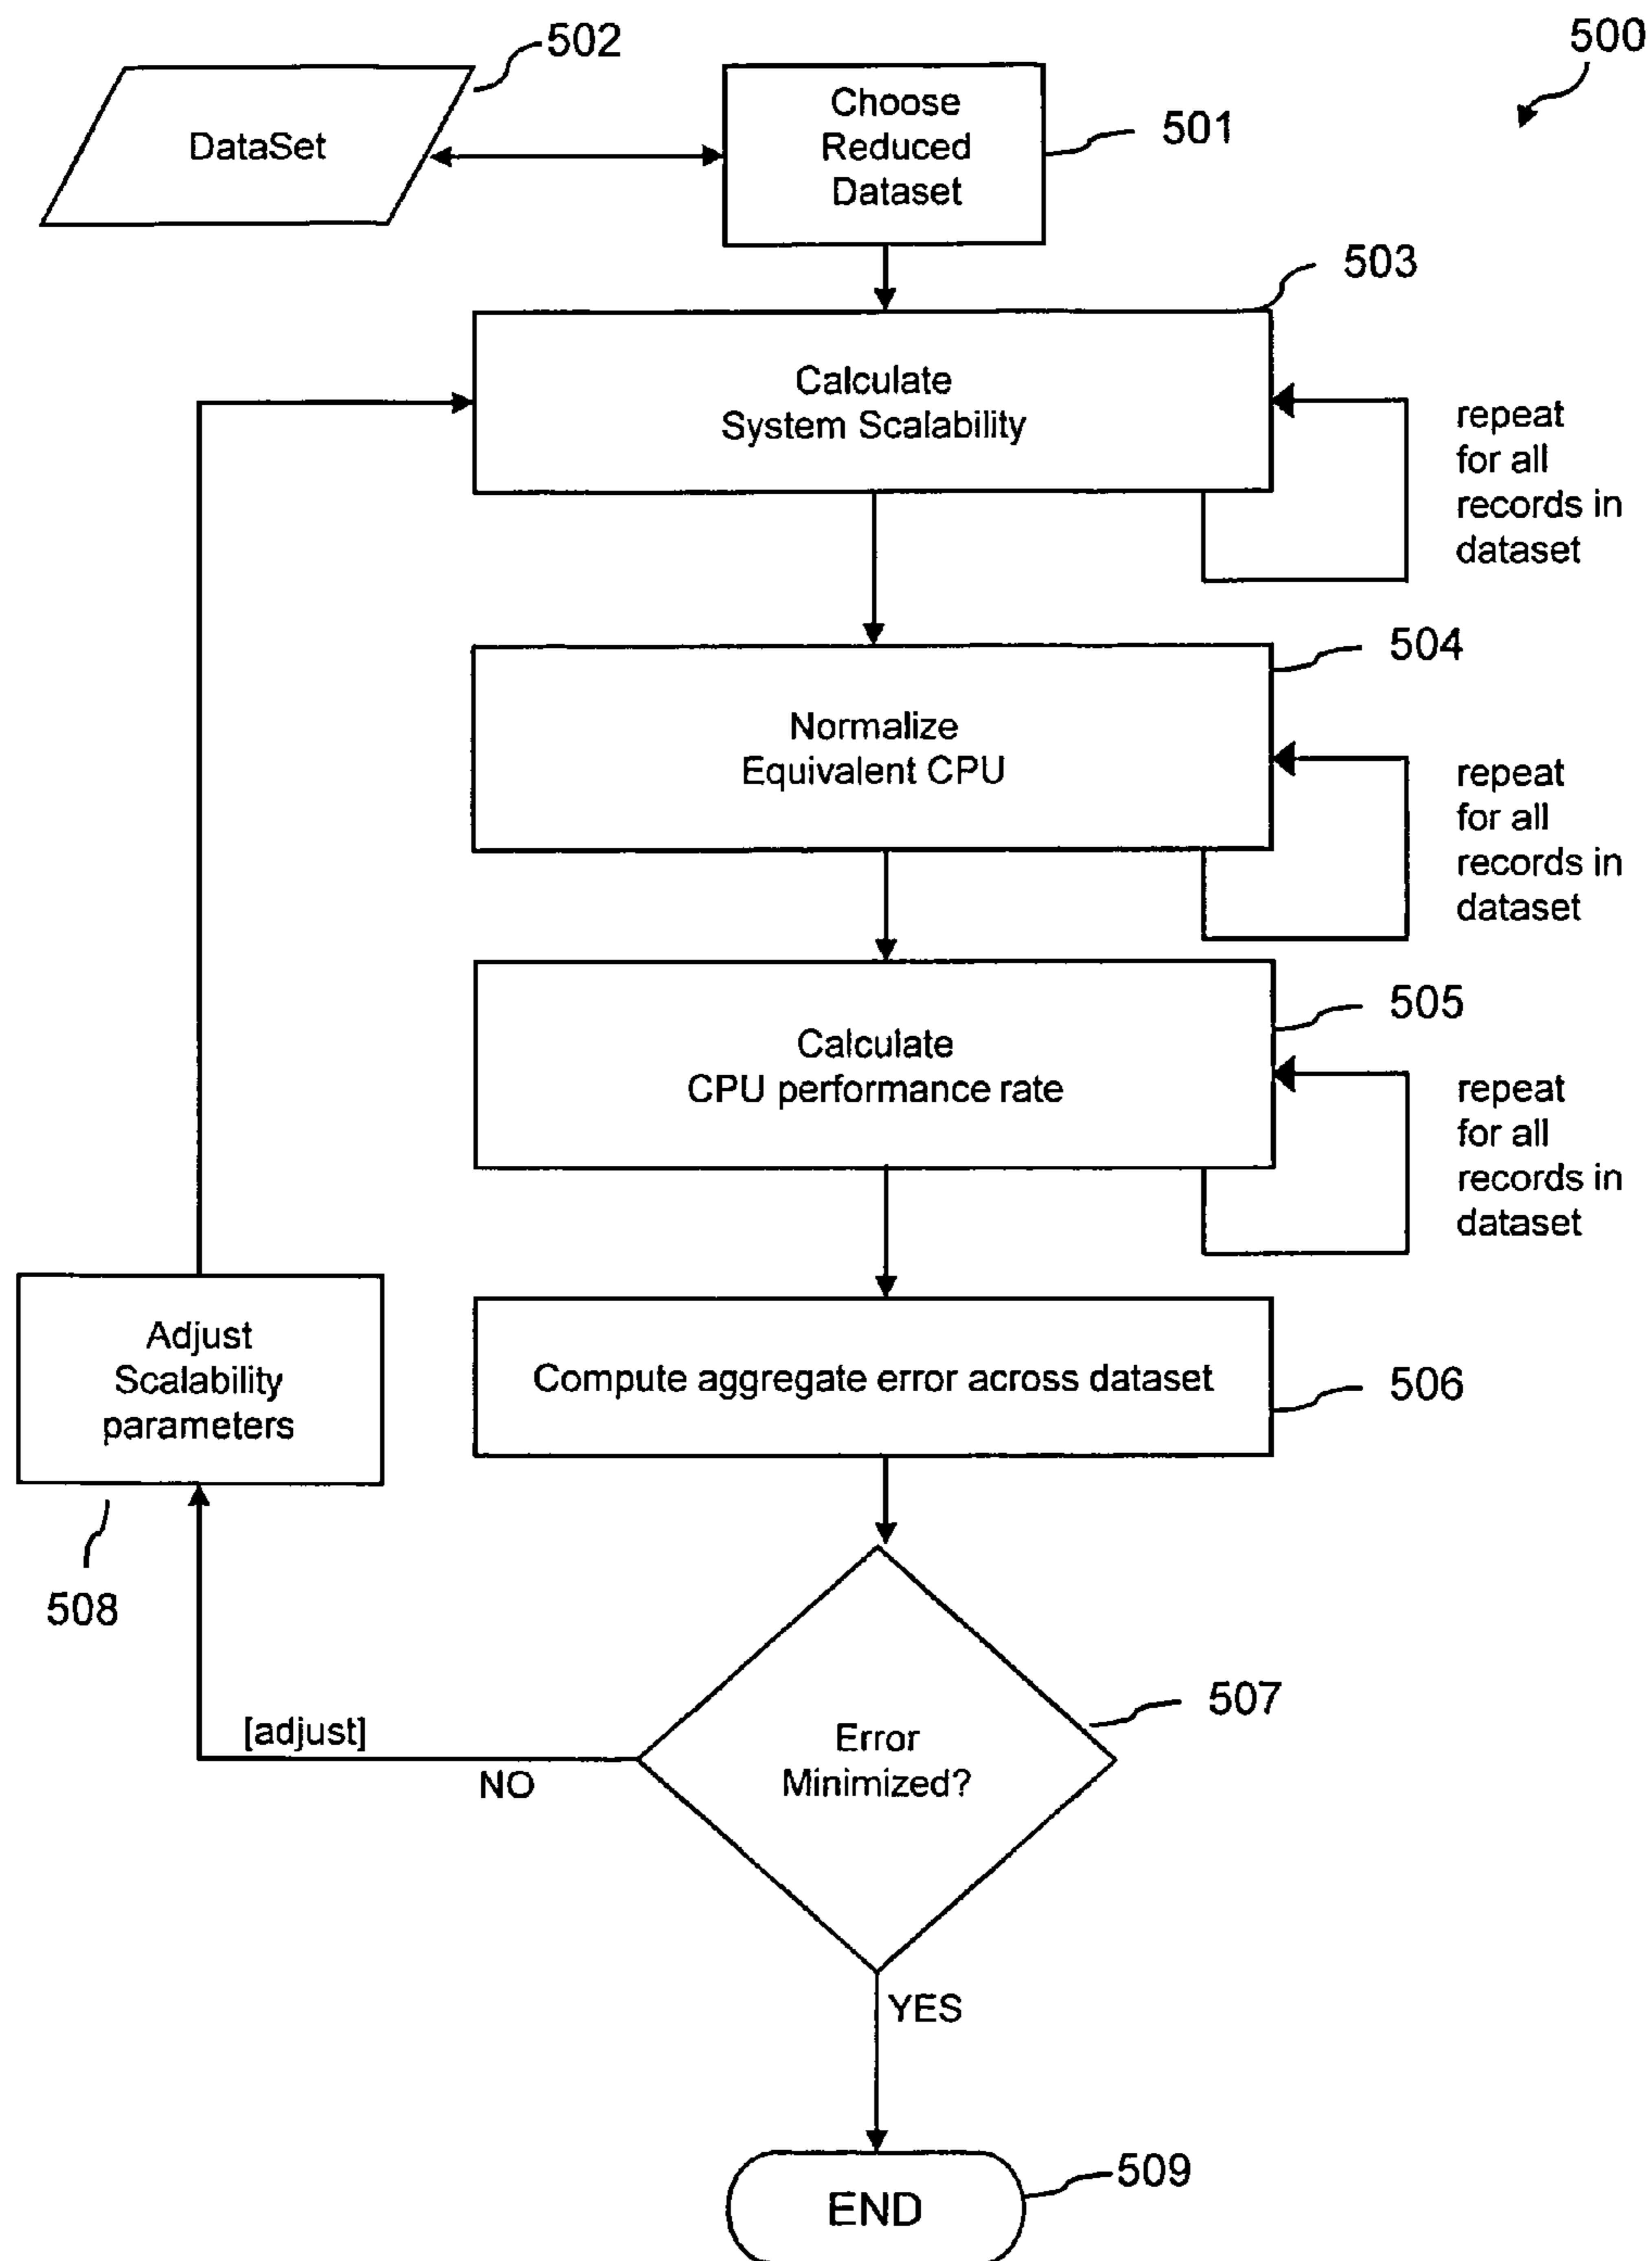 502
500
DataSet
Choose
Reduced
Dataset
501
503
Calculate
System Scalability
repeat
for all
records in
dataset
504
Normalize
Equivalent CPU
repeat
for all
records in
dataset
505
Calculate
CPU performance rate
repeat
for all
records in
dataset
Adjust
Scalability
parameters
Compute aggregate error across dataset
506
508
507
[adjust]
NO
Error
Minimized?
YES
509
END